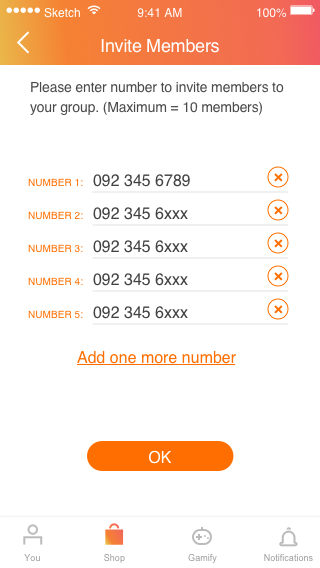 Sketch 9:41 AM 100%
Invite Members
Please enter number to invite members to
your group. (Maximum = 10 members)
NUMBER 1: 092 345 6789
NUMBER 2: 092 345 6xxx
NUMBER 3: 092 345 6xxx
NUMBER 4: 092 345 6xxx
NUMBER 5: 092 345 6xxx
Add one more number
OK
You Shop Gamify Notifications